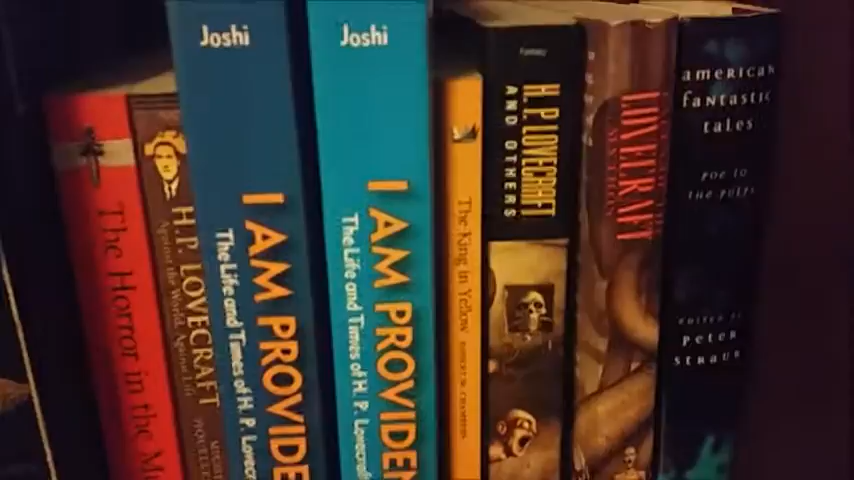 The Horror in the Mu
H.P. LOVECRAFT
Against the World, Against Life
Joshi
I AM PROVIDE
The Life and Times of H. P. Lovecr
Joshi
I AM PROVIDEN
The Life and Times of H. P. Lovecraft
The King in Yellow
ROBERT W. CHAMBERS
H. P. LOVECRAFT
AND OTHERS
LOVECRAFT
american
fantastic
tales
POE TO
THE PULPS
EDITED BY
Peter
STRAUB